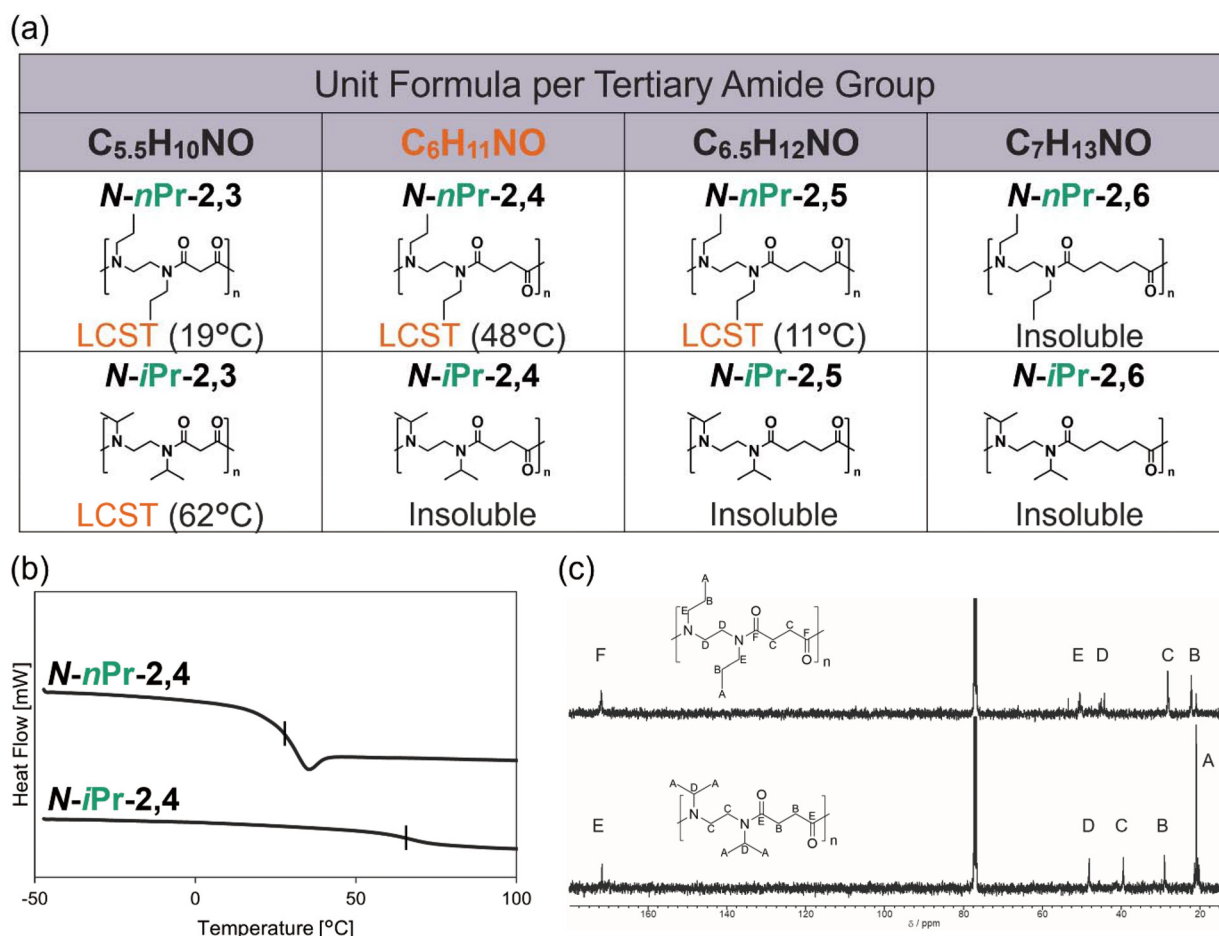 (a)
Unit Formula per Tertiary Amide Group
C5.5H10NO C6H11NO C6.5H12NO C7H13NO
N-nPr-2,3 N-nPr-2,4 N-nPr-2,5 N-nPr-2,6
N N O O n
N N O O n
N N O O n
N N O O n
LCST (19°C) LCST (48°C) LCST (11°C) Insoluble
N-iPr-2,3 N-iPr-2,4 N-iPr-2,5 N-iPr-2,6
N N O O n
N N O O n
N N O O n
N N O O n
LCST (62°C) Insoluble Insoluble Insoluble
(b)
Heat Flow [mW]
N-nPr-2,4
N-iPr-2,4
-50 0 50 100
Temperature [°C]
(c)
A
B
E O
N D C F
D N F C O
E n
B
A
F E D C B
A D A
N C O B E
C N E B O
A D A n
E D C B A
160 140 120 100 80 60 40 20
δ / ppm